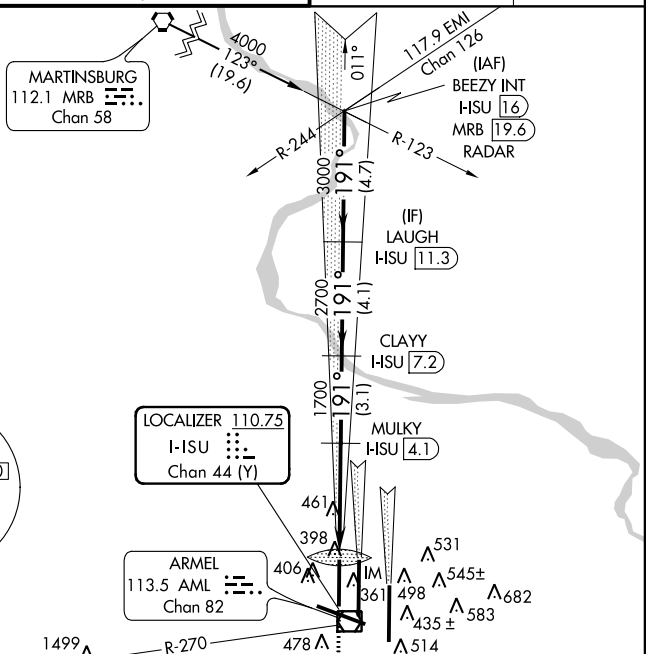 4000
123°
(19.6)
MARTINSBURG
112.1 MRB
Chan 58
011°
117.9 EMI
Chan 126
(IAF)
BEEZY INT
I-ISU 16
MRB 19.6
RADAR
R-244
R-123
3000
191°
(4.7)
(IF)
LAUGH
I-ISU 11.3
2700
191°
(4.1)
CLAYY
I-ISU 7.2
1700
191°
(3.1)
LOCALIZER 110.75
I-ISU
Chan 44 (Y)
MULKY
I-ISU 4.1
461
398
406
IM
361
531
498
545±
682
583
435 ±
514
ARMEL
113.5 AML
Chan 82
1499
R-270
478